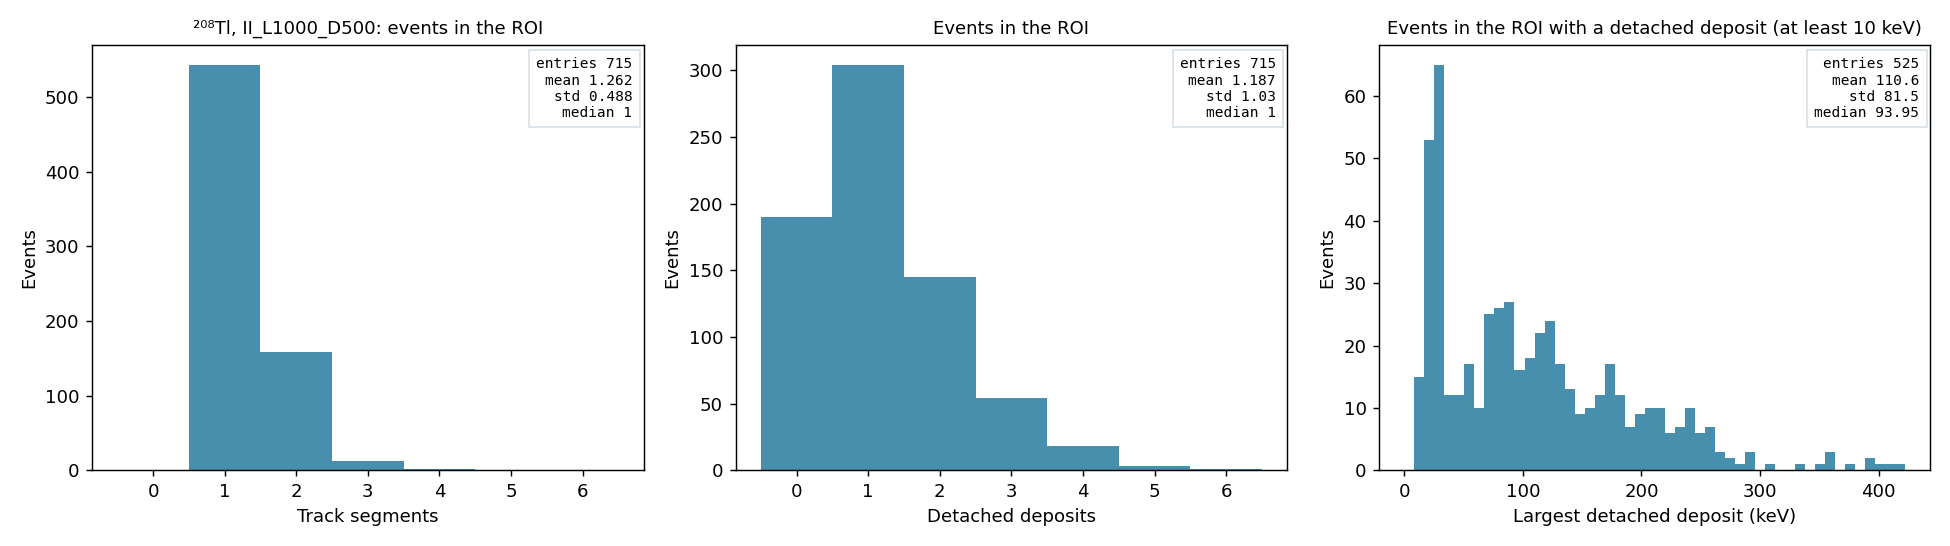 ²⁰⁸Tl, II_L1000_D500: events in the ROI
entries 715
mean 1.262
std 0.488
median 1
Events
500
400
300
200
100
0
0 1 2 3 4 5 6
Track segments
Events in the ROI
entries 715
mean 1.187
std 1.03
median 1
Events
300
250
200
150
100
50
0
0 1 2 3 4 5 6
Detached deposits
Events in the ROI with a detached deposit (at least 10 keV)
entries 525
mean 110.6
std 81.5
median 93.95
Events
60
50
40
30
20
10
0
0 100 200 300 400
Largest detached deposit (keV)